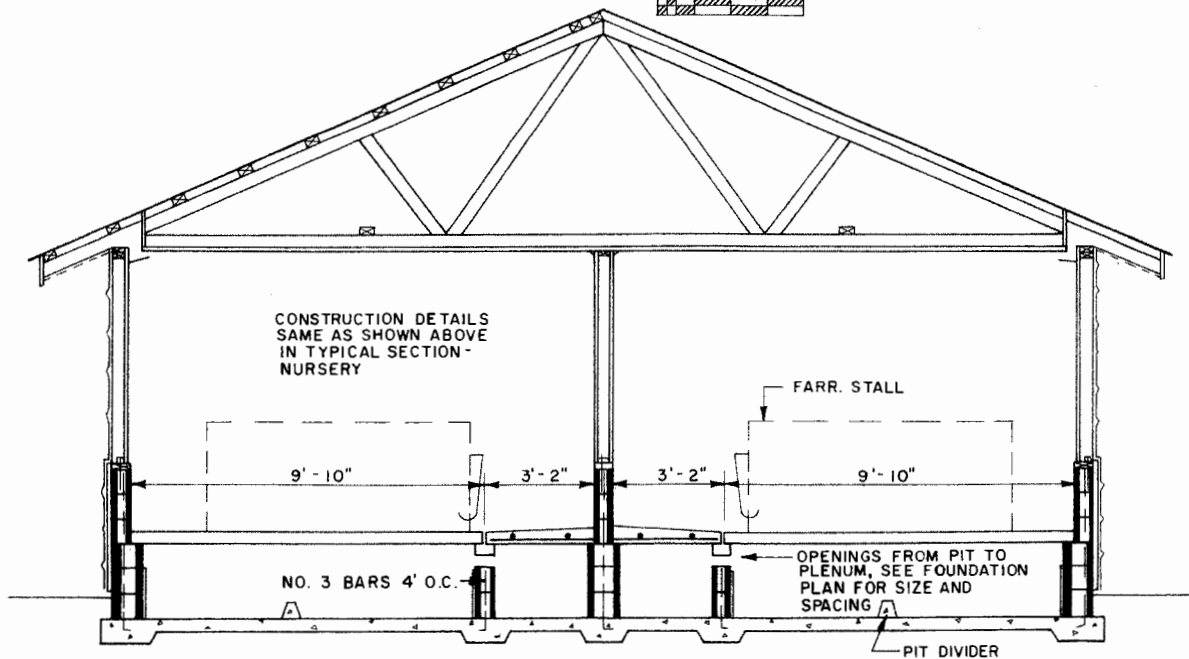 CONSTRUCTION DETAILS
SAME AS SHOWN ABOVE
IN TYPICAL SECTION-
NURSERY
FARR. STALL
9'-10"
3'-2"
3'-2"
9'-10"
NO. 3 BARS 4' O.C.
OPENINGS FROM PIT TO
PLENUM, SEE FOUNDATION
PLAN FOR SIZE AND
SPACING
PIT DIVIDER